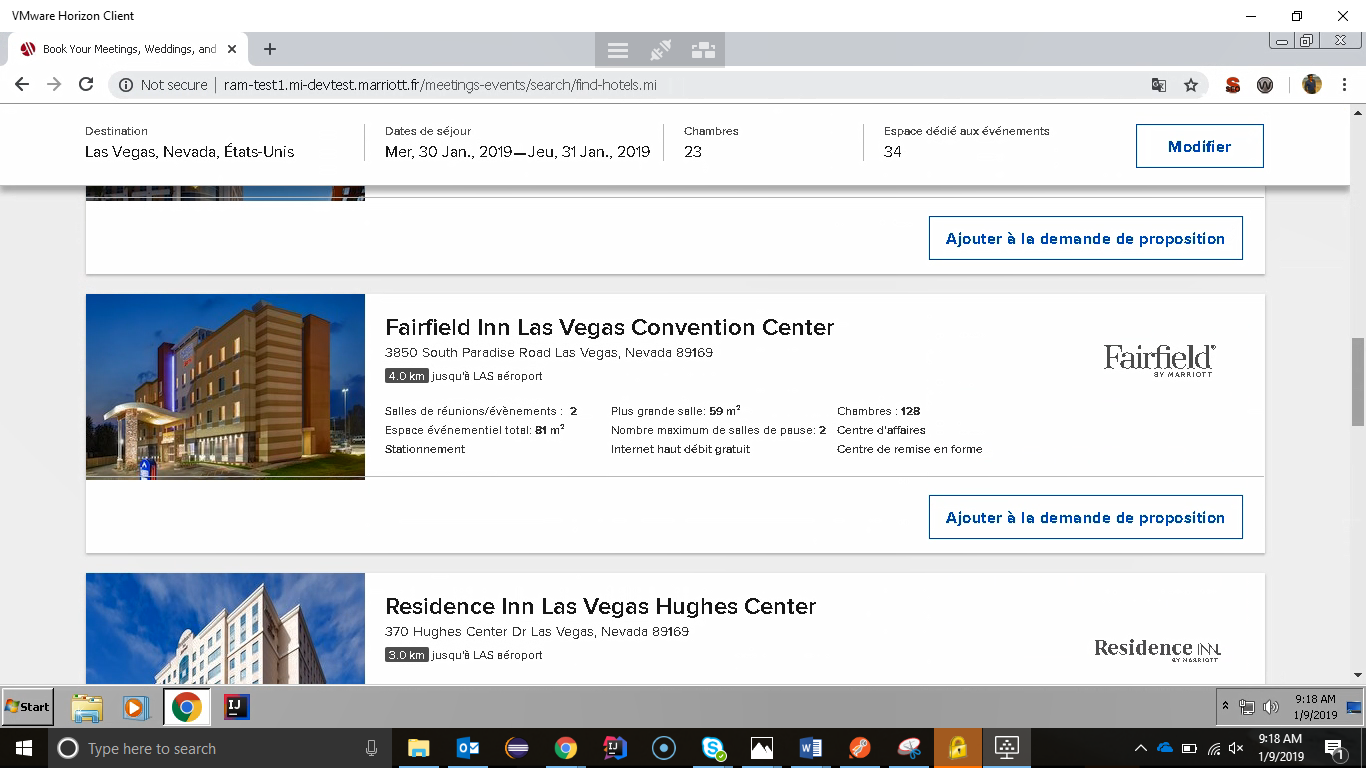 VMware Horizon Client
Book Your Meetings, Weddings, and
Not secure | ram-test1.mi-devtest.marriott.fr/meetings-events/search/find-hotels.mi
Destination
Las Vegas, Nevada, États-Unis
Dates de séjour
Mer, 30 Jan., 2019—Jeu, 31 Jan., 2019
Chambres
23
Espace dédié aux événements
34
Modifier
Ajouter à la demande de proposition
Fairfield Inn Las Vegas Convention Center
3850 South Paradise Road Las Vegas, Nevada 89169
4.0 km jusqu'à LAS aéroport
Fairfield
BY MARRIOTT
Salles de réunions/évènements : 2 Plus grande salle: 59 m² Chambres : 128
Espace événementiel total: 81 m² Nombre maximum de salles de pause: 2 Centre d'affaires
Stationnement Internet haut débit gratuit Centre de remise en forme
Ajouter à la demande de proposition
Residence Inn Las Vegas Hughes Center
370 Hughes Center Dr Las Vegas, Nevada 89169
3.0 km jusqu'à LAS aéroport
Residence INN.
BY MARRIOTT
Start
IJ
9:18 AM
1/9/2019
Type here to search
9:18 AM
1/9/2019
1